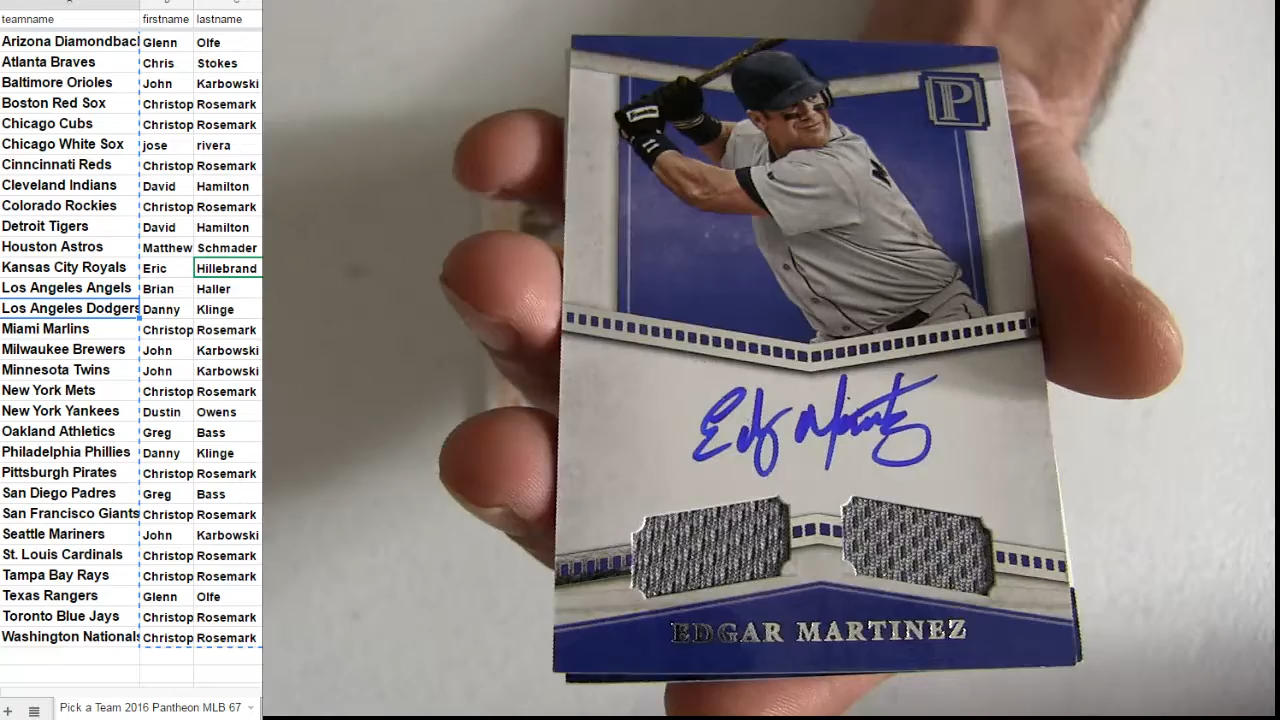 teamname firstname lastname
Arizona Diamondbac Glenn Olfe
Atlanta Braves Chris Stokes
Baltimore Orioles John Karbowski
Boston Red Sox Christop Rosemark
Chicago Cubs Christop Rosemark
Chicago White Sox jose rivera
Cinncinnati Reds Christop Rosemark
Cleveland Indians David Hamilton
Colorado Rockies Christop Rosemark
Detroit Tigers David Hamilton
Houston Astros Matthew Schmader
Kansas City Royals Eric Hillebrand
Los Angeles Angels Brian Haller
Los Angeles Dodgers Danny Klinge
Miami Marlins Christop Rosemark
Milwaukee Brewers John Karbowski
Minnesota Twins John Karbowski
New York Mets Christop Rosemark
New York Yankees Dustin Owens
Oakland Athletics Greg Bass
Philadelphia Phillies Danny Klinge
Pittsburgh Pirates Christop Rosemark
San Diego Padres Greg Bass
San Francisco Giants Christop Rosemark
Seattle Mariners John Karbowski
St. Louis Cardinals Christop Rosemark
Tampa Bay Rays Christop Rosemark
Texas Rangers Glenn Olfe
Toronto Blue Jays Christop Rosemark
Washington Nationals Christop Rosemark
Pick a Team 2016 Pantheon MLB 67
P
EDGAR MARTINEZ